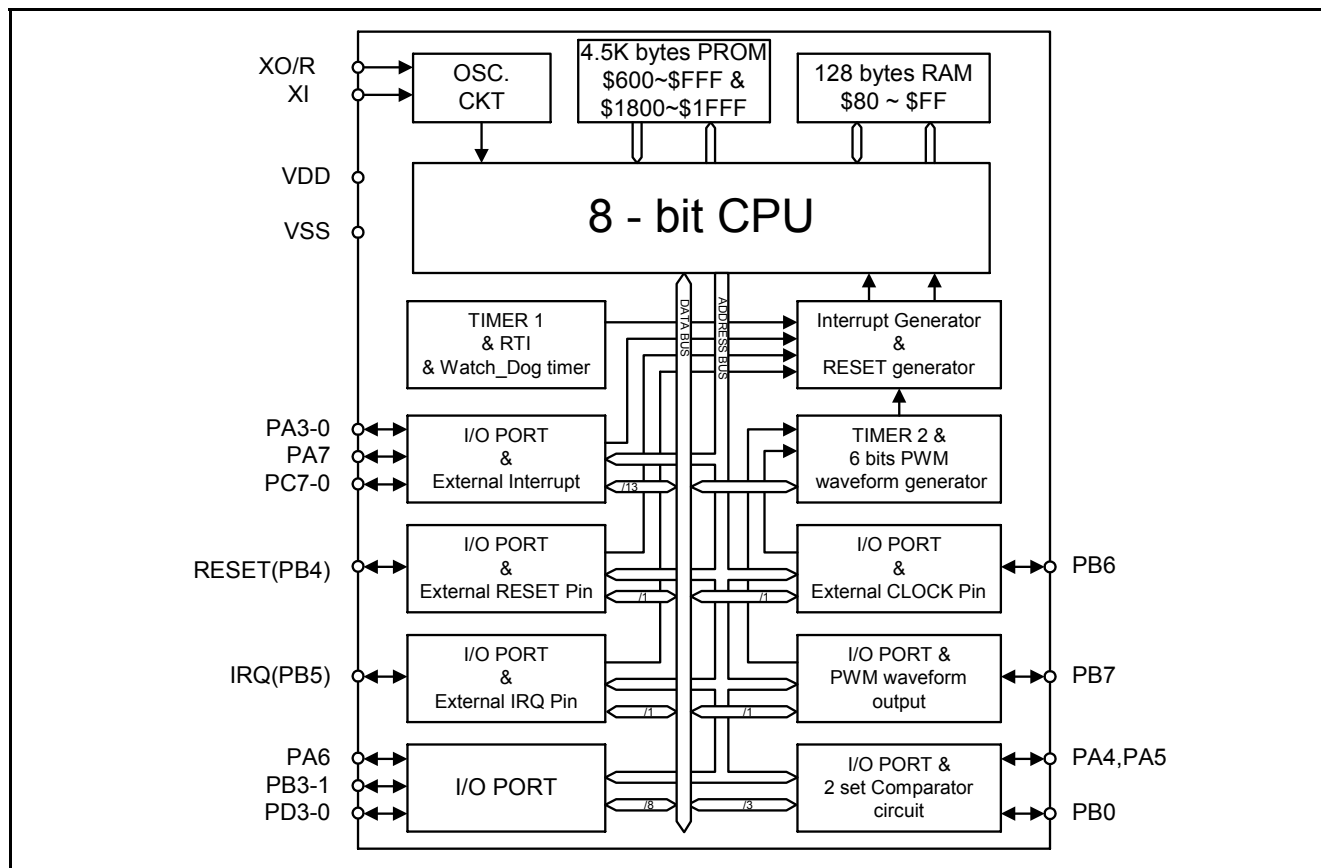 XO/R
XI
VDD
VSS
OSC.
CKT
4.5K bytes PROM
$600~$FFF &
$1800~$1FFF
128 bytes RAM
$80 ~ $FF
8 - bit CPU
DATA BUS
ADDRESS BUS
TIMER 1
& RTI
& Watch_Dog timer
Interrupt Generator
&
RESET generator
PA3-0
PA7
PC7-0
I/O PORT
&
External Interrupt
/13
TIMER 2 &
6 bits PWM
waveform generator
RESET(PB4)
I/O PORT
&
External RESET Pin
/1
/1
I/O PORT
&
External CLOCK Pin
PB6
IRQ(PB5)
I/O PORT
&
External IRQ Pin
/1
/1
I/O PORT &
PWM waveform
output
PB7
PA6
PB3-1
PD3-0
I/O PORT
/8
/3
I/O PORT &
2 set Comparator
circuit
PA4,PA5
PB0